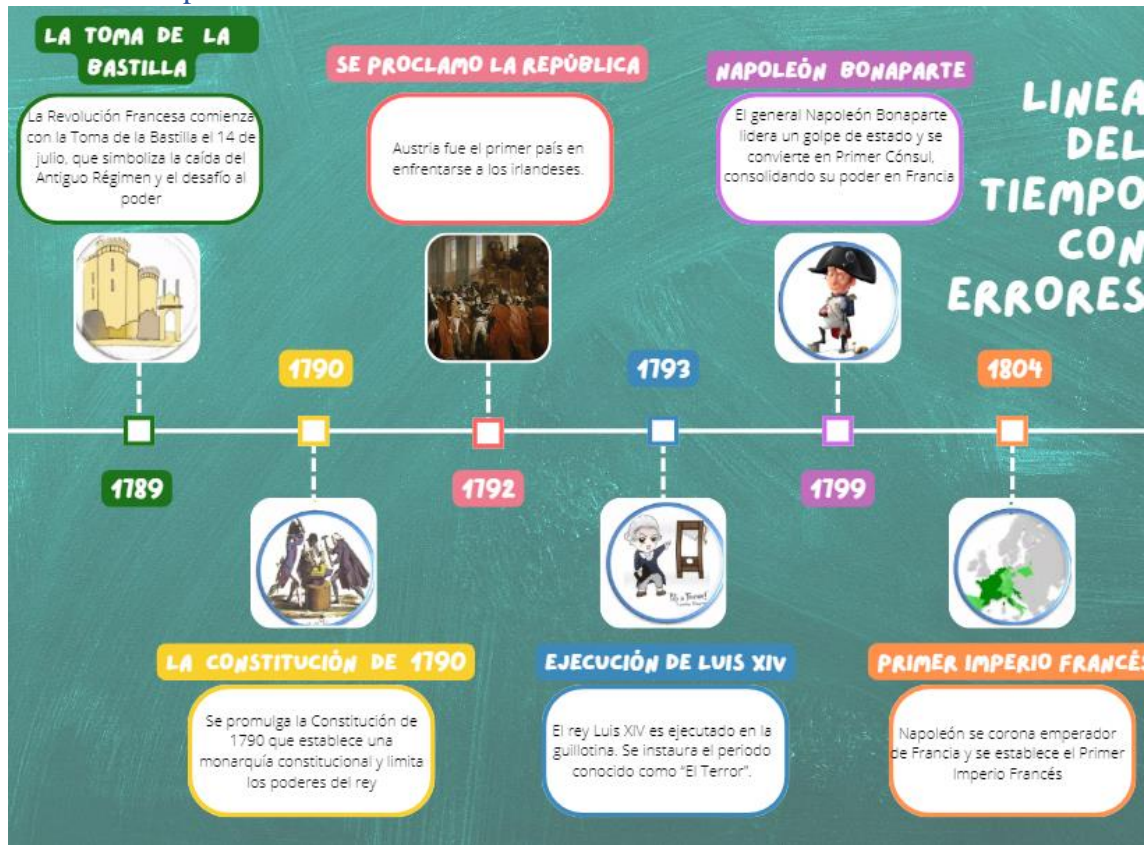 LA TOMA DE LA
BASTILLA
La Revolución Francesa comienza
con la Toma de la Bastilla el 14 de
julio, que simboliza la caída del
Antiguo Régimen y el desafío al
poder
SE PROCLAMO LA REPÚBLICA
Austria fue el primer país en
enfrentarse a los irlandeses.
NAPOLEÓN BONAPARTE
El general Napoleón Bonaparte
lidera un golpe de estado y se
convierte en Primer Cónsul,
consolidando su poder en Francia
LINEA
DEL
TIEMPO
CON
ERRORES
1790
1793
1804
1789
1792
1799
LA CONSTITUCIÓN DE 1790
Se promulga la Constitución de
1790 que establece una
monarquía constitucional y limita
los poderes del rey
EJECUCIÓN DE LUIS XIV
El rey Luis XIV es ejecutado en la
guillotina. Se instaura el periodo
conocido como “El Terror”.
PRIMER IMPERIO FRANCÉS
Napoleón se corona emperador
de Francia y se establece el Primer
Imperio Francés